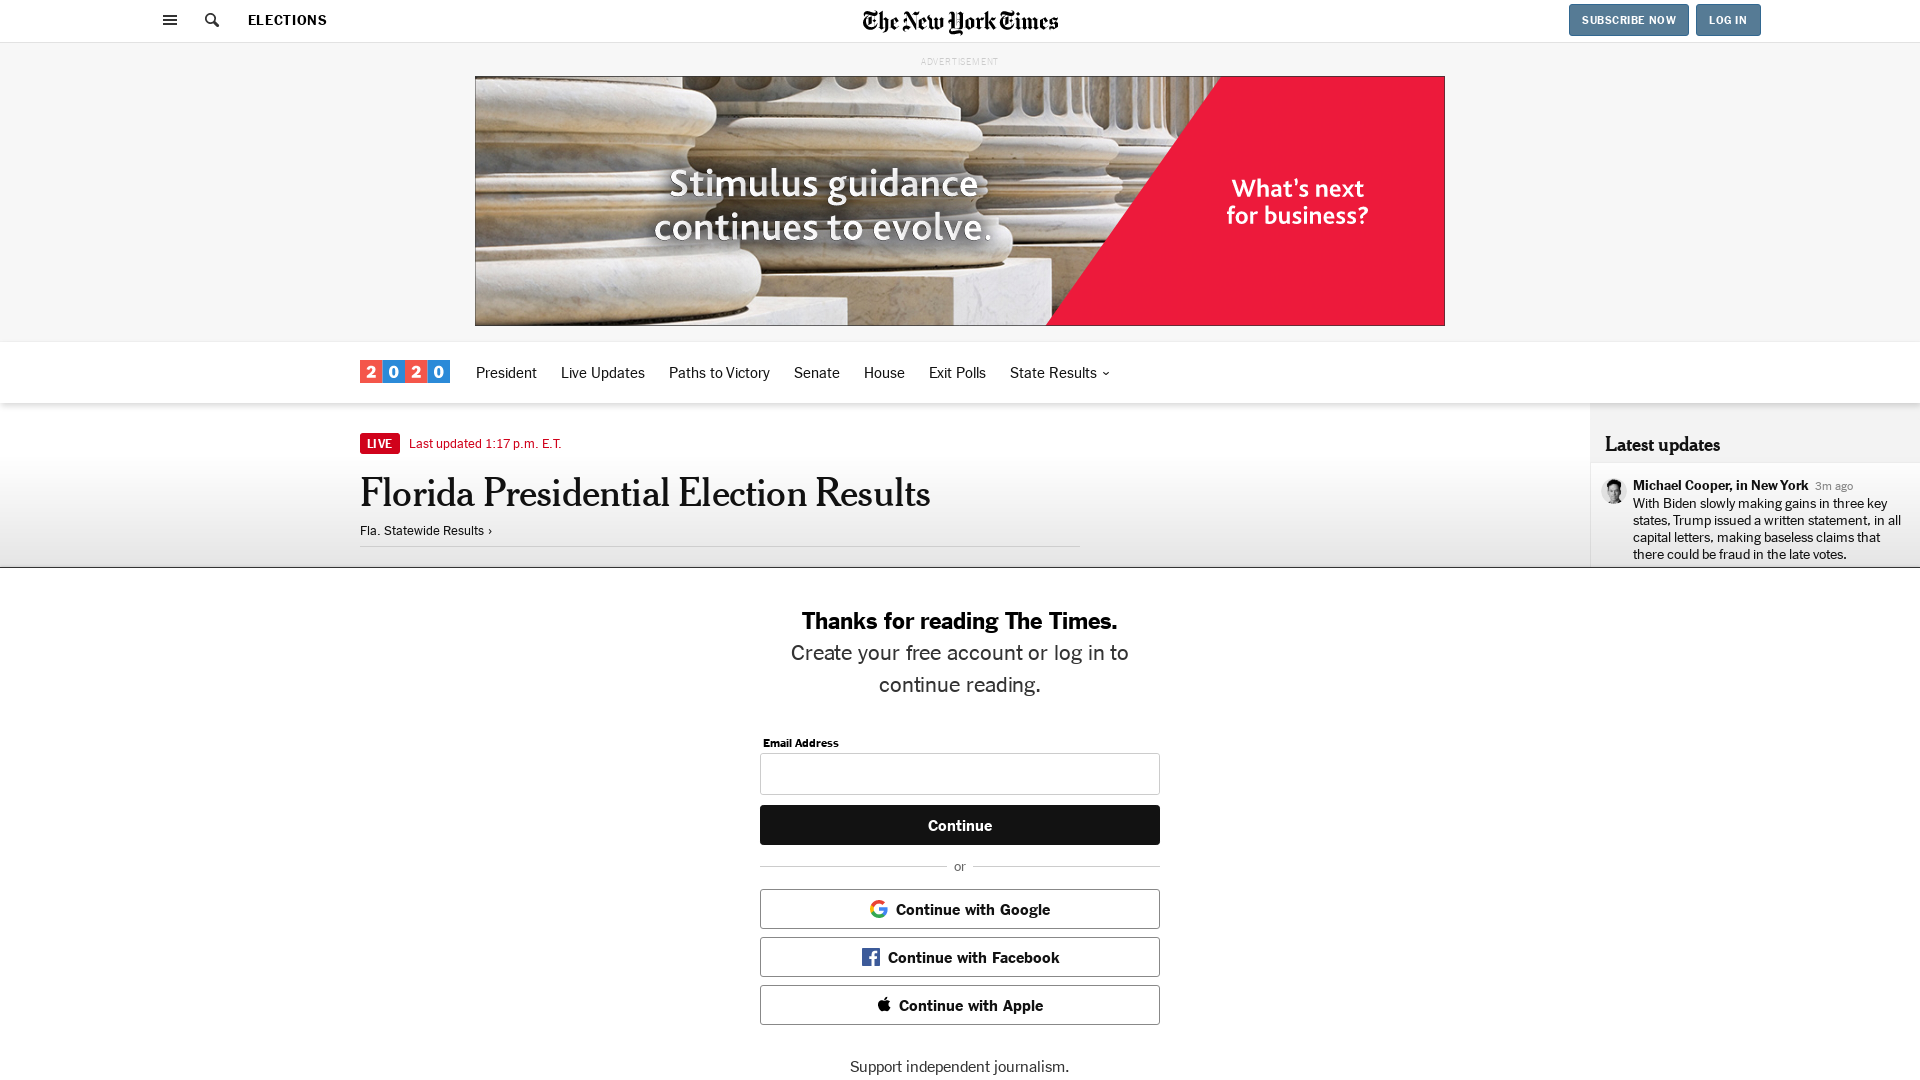 ELECTIONS
The New York Times
SUBSCRIBE NOW
LOG IN
ADVERTISEMENT
Stimulus guidance
continues to evolve.
What's next
for business?
2020
President
Live Updates
Paths to Victory
Senate
House
Exit Polls
State Results
LIVE
Last updated 1:17 p.m. E.T.
Florida Presidential Election Results
Fla. Statewide Results ›
Latest updates
Michael Cooper, in New York 3m ago
With Biden slowly making gains in three key
states, Trump issued a written statement, in all
capital letters, making baseless claims that
there could be fraud in the late votes.
Thanks for reading The Times.
Create your free account or log in to
continue reading.
Email Address
Continue
or
Continue with Google
Continue with Facebook
Continue with Apple
Support independent journalism.